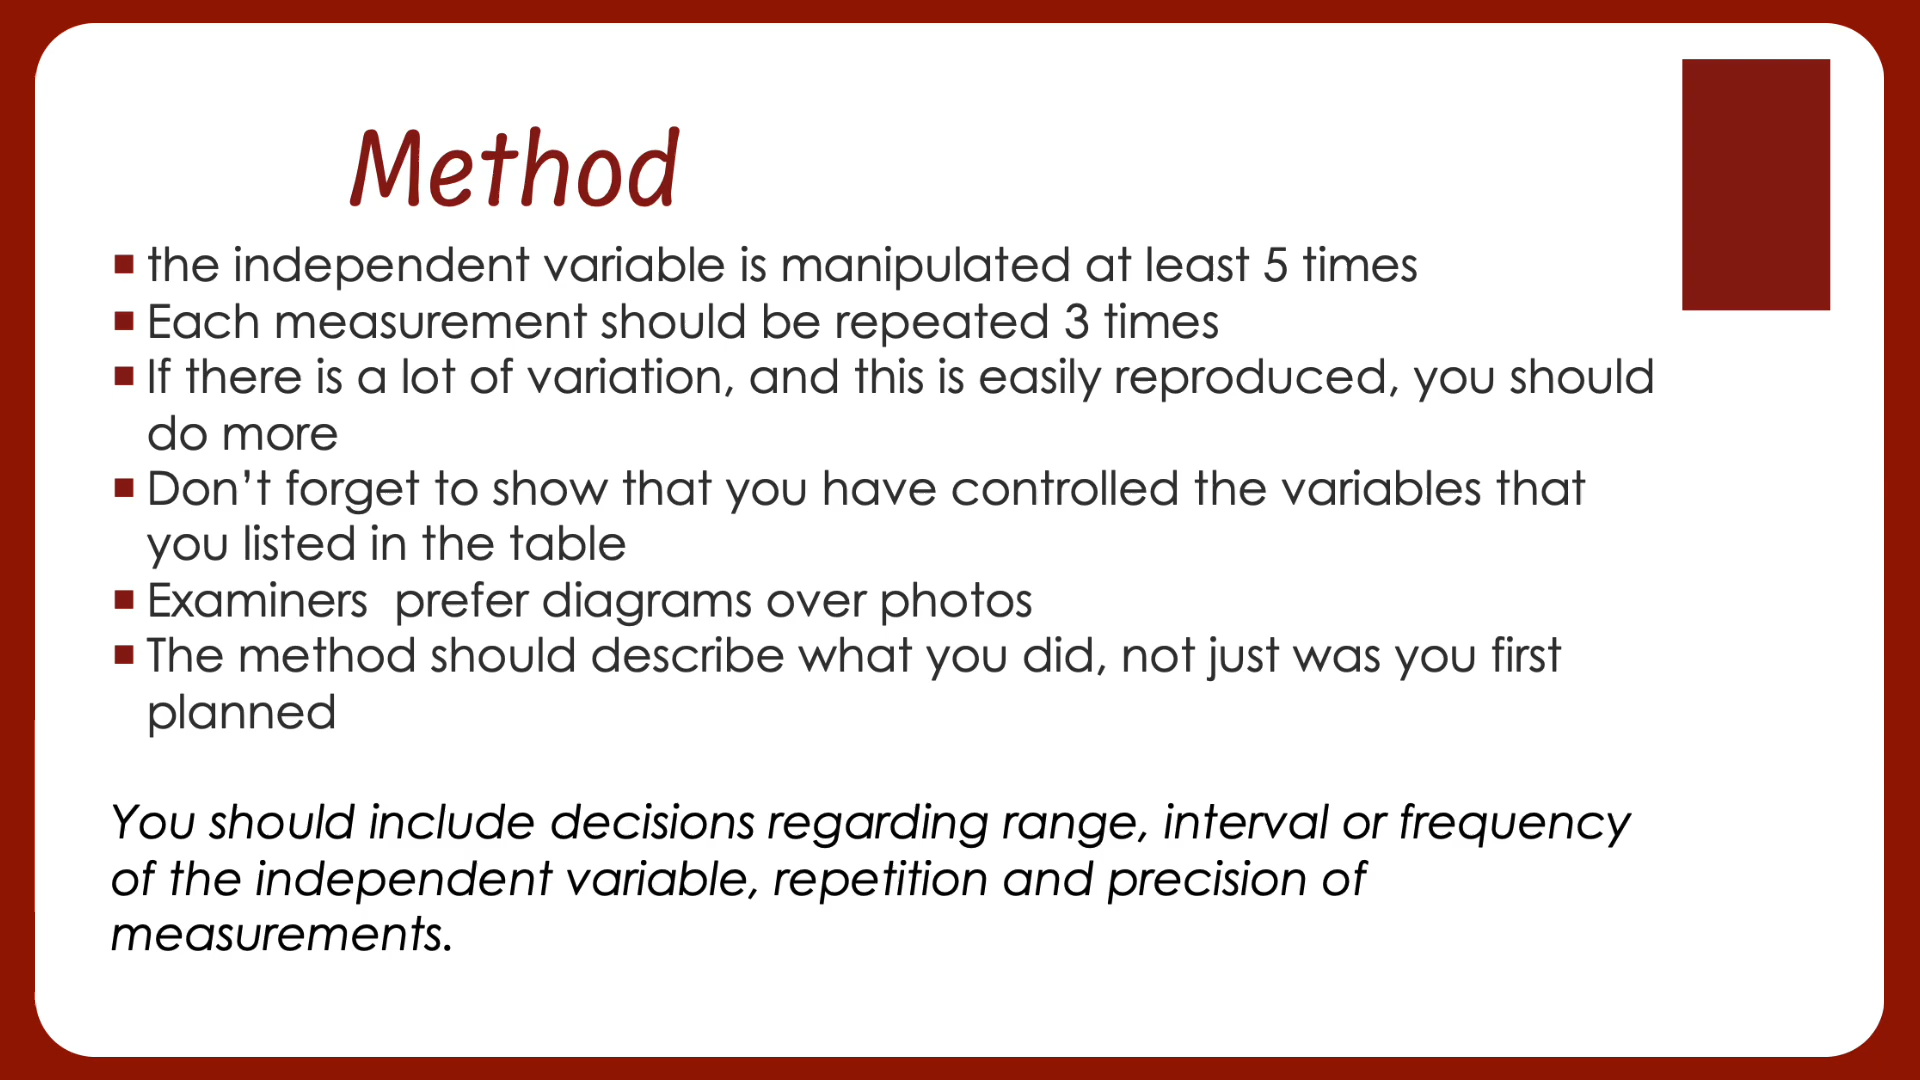 Method
the independent variable is manipulated at least 5 times
Each measurement should be repeated 3 times
If there is a lot of variation, and this is easily reproduced, you should
do more
Don’t forget to show that you have controlled the variables that
you listed in the table
Examiners  prefer diagrams over photos
The method should describe what you did, not just was you first
planned
You should include decisions regarding range, interval or frequency
of the independent variable, repetition and precision of
measurements.